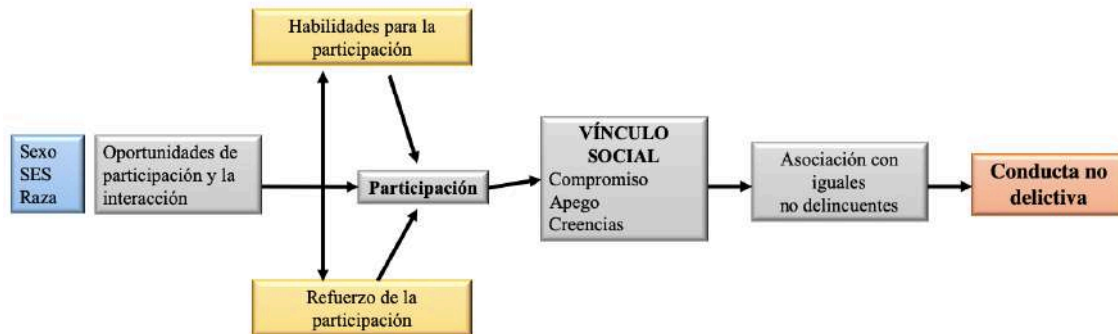 Habilidades para la
participación
Sexo
SES
Raza
Oportunidades de
participación y la
interacción
Participación
VÍNCULO
SOCIAL
Compromiso
Apego
Creencias
Asociación con
iguales
no delincuentes
Conducta no
delictiva
Refuerzo de la
participación